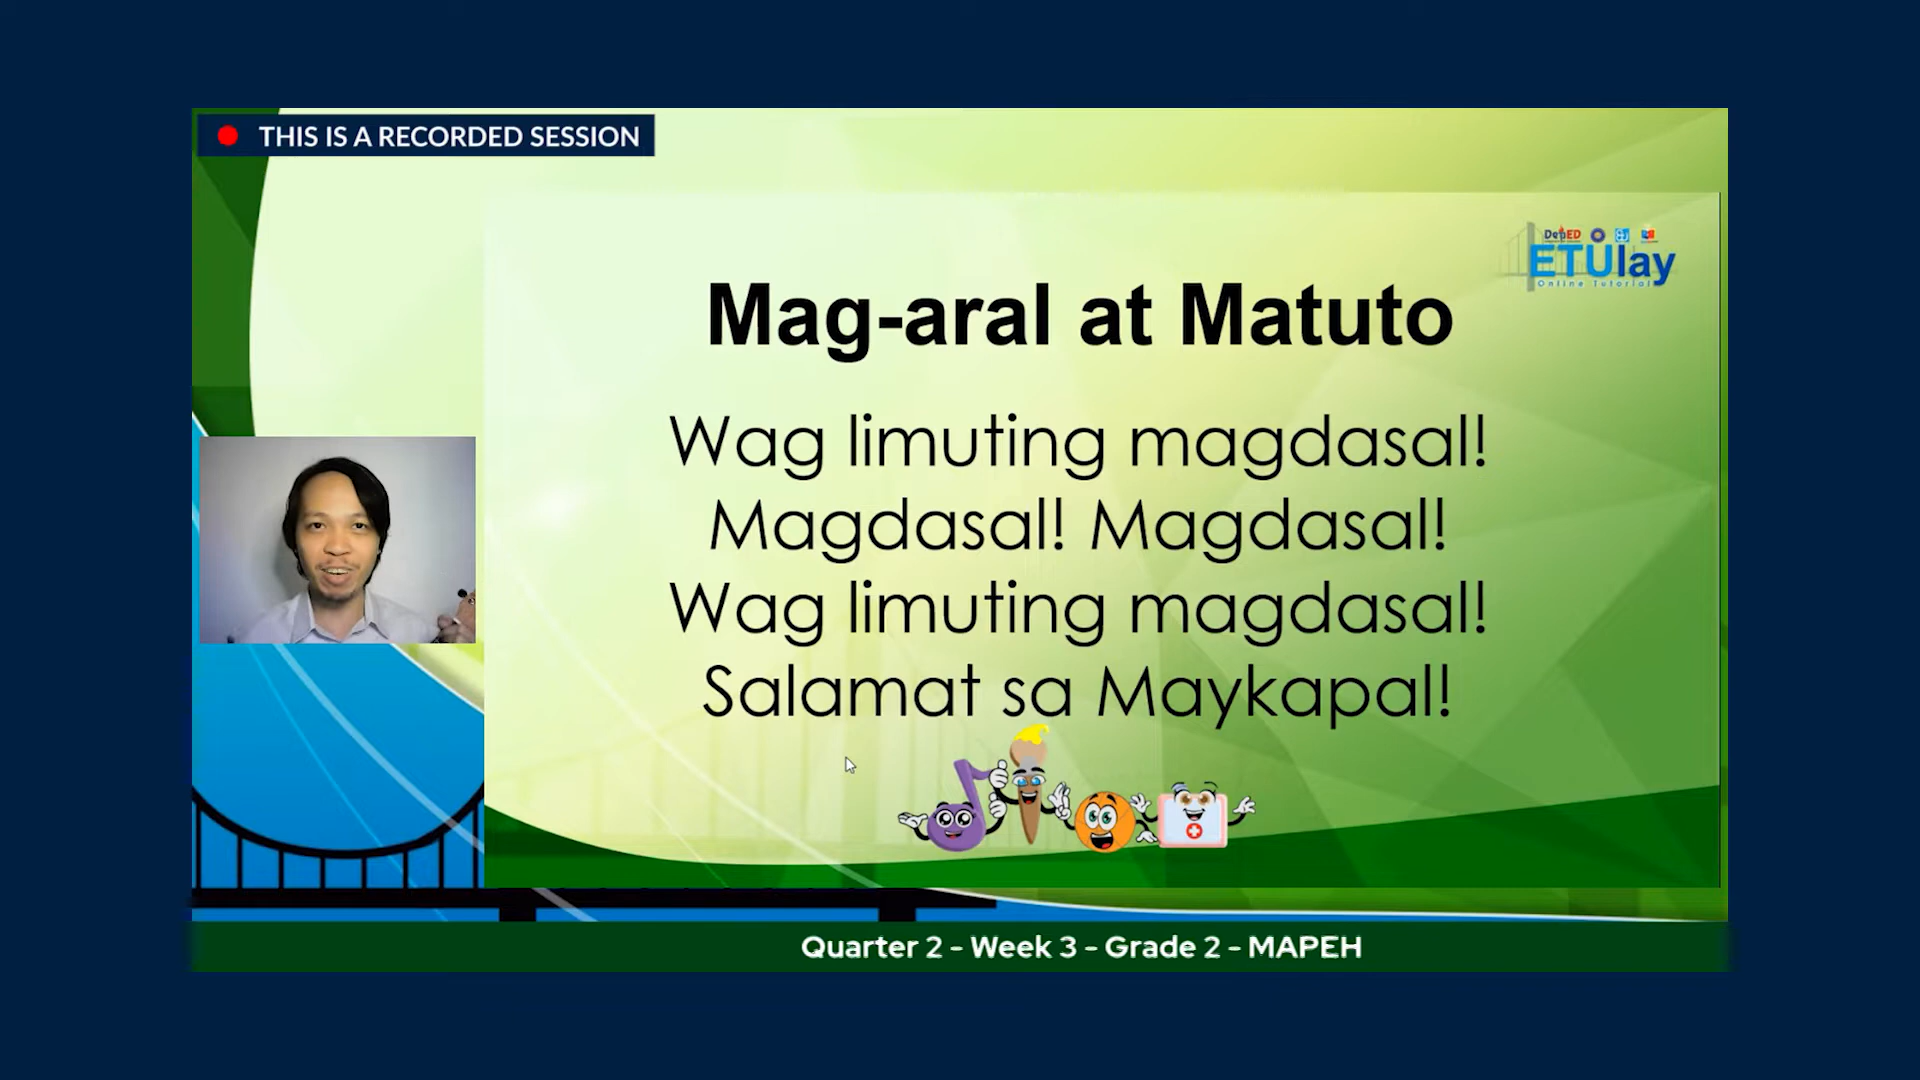 THIS IS A RECORDED SESSION
DepED
ETUlay
Online Tutorial
Mag-aral at Matuto
Wag limuting magdasal!
Magdasal! Magdasal!
Wag limuting magdasal!
Salamat sa Maykapal!
Quarter 2 - Week 3 - Grade 2 - MAPEH